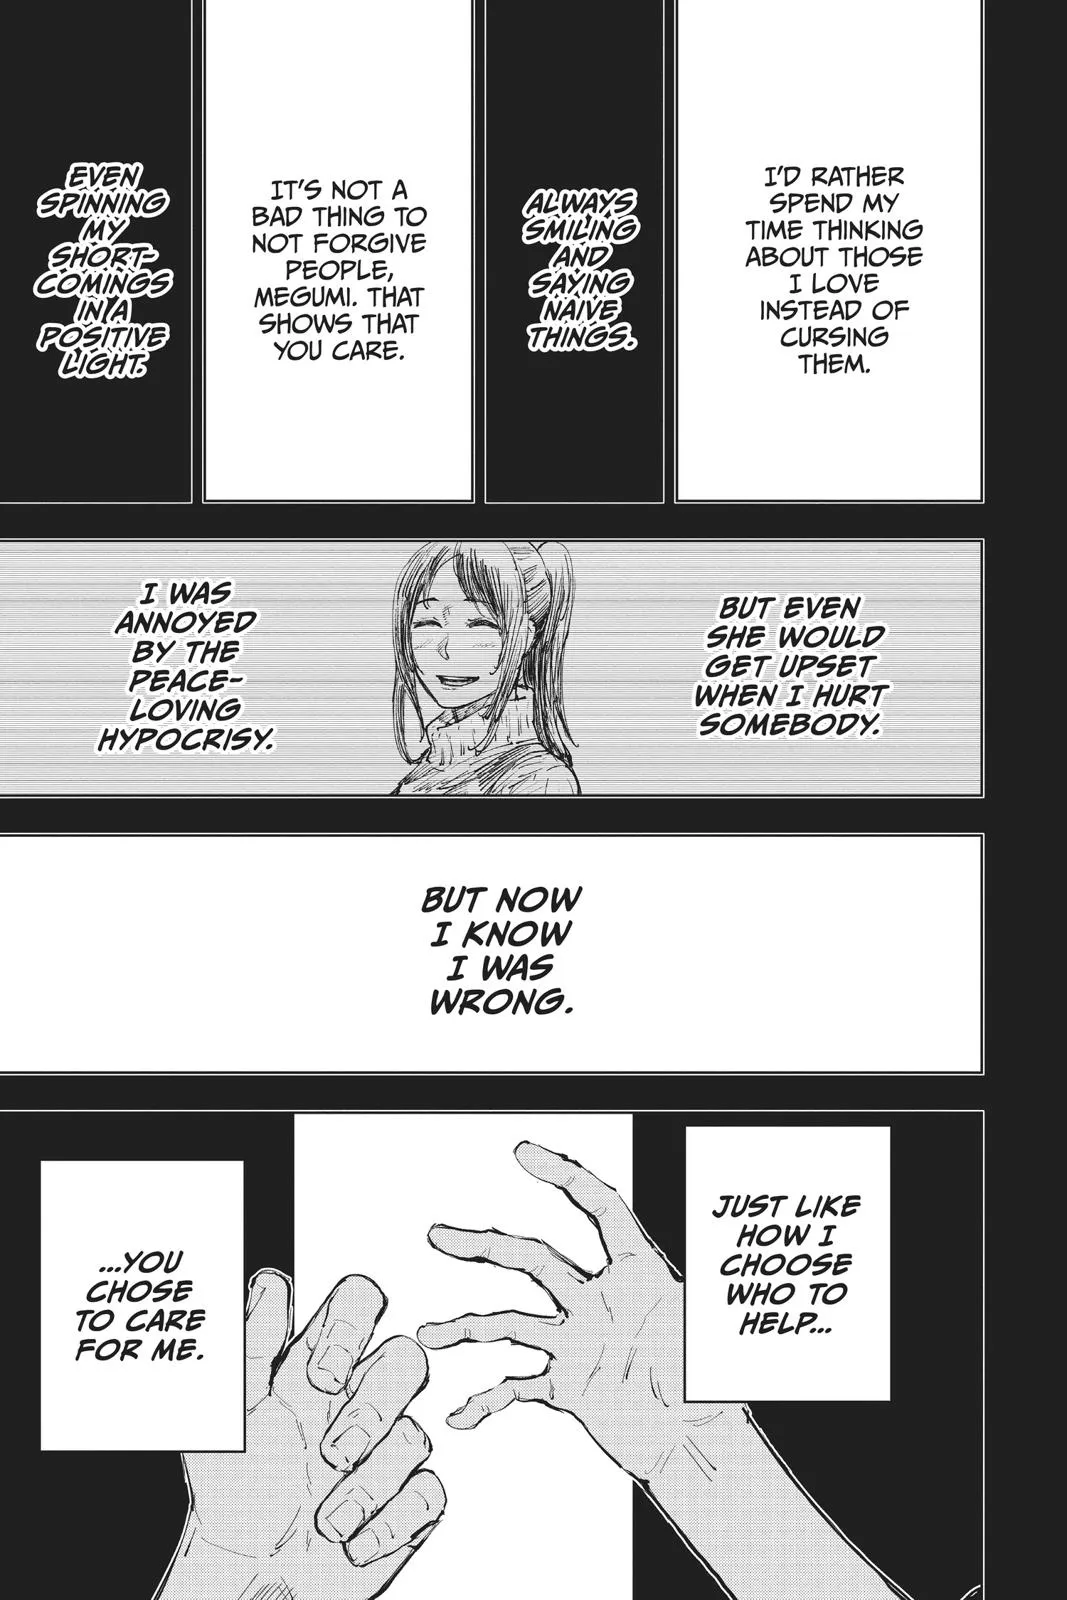 I'D RATHER
SPEND MY
TIME THINKING
ABOUT THOSE
I LOVE
INSTEAD OF
CURSING
THEM.
ALWAYS
SMILING
AND
SAYING
NAIVE
THINGS.
IT'S NOT A
BAD THING TO
NOT FORGIVE
PEOPLE,
MEGUMI. THAT
SHOWS THAT
YOU CARE.
EVEN
SPINNING
MY
SHORT-
COMINGS
IN A
POSITIVE
LIGHT.
BUT EVEN
SHE WOULD
GET UPSET
WHEN I HURT
SOMEBODY.
I WAS
ANNOYED
BY THE
PEACE-
LOVING
HYPOCRISY.
BUT NOW
I KNOW
I WAS
WRONG.
JUST LIKE
HOW I
CHOOSE
WHO TO
HELP...
...YOU
CHOSE
TO CARE
FOR ME.